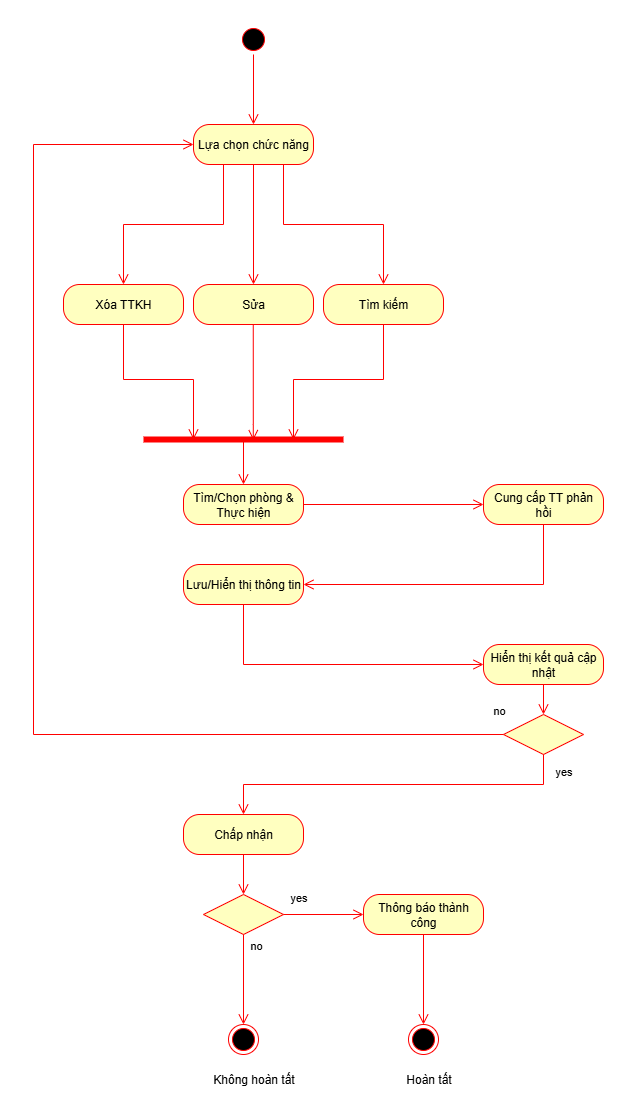 Lựa chọn chức năng
Xóa TTKH
Sửa
Tìm kiếm
Tìm/Chọn phòng &
Thực hiện
Cung cấp TT phản
hồi
Lưu/Hiển thị thông tin
Hiển thị kết quả cập
nhật
no
yes
Chấp nhận
yes
Thông báo thành
công
no
Không hoàn tất
Hoàn tất